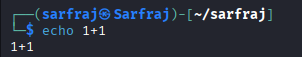 ┌──(sarfraj㉿Sarfraj)-[~/sarfraj]
└─$ echo 1+1
1+1